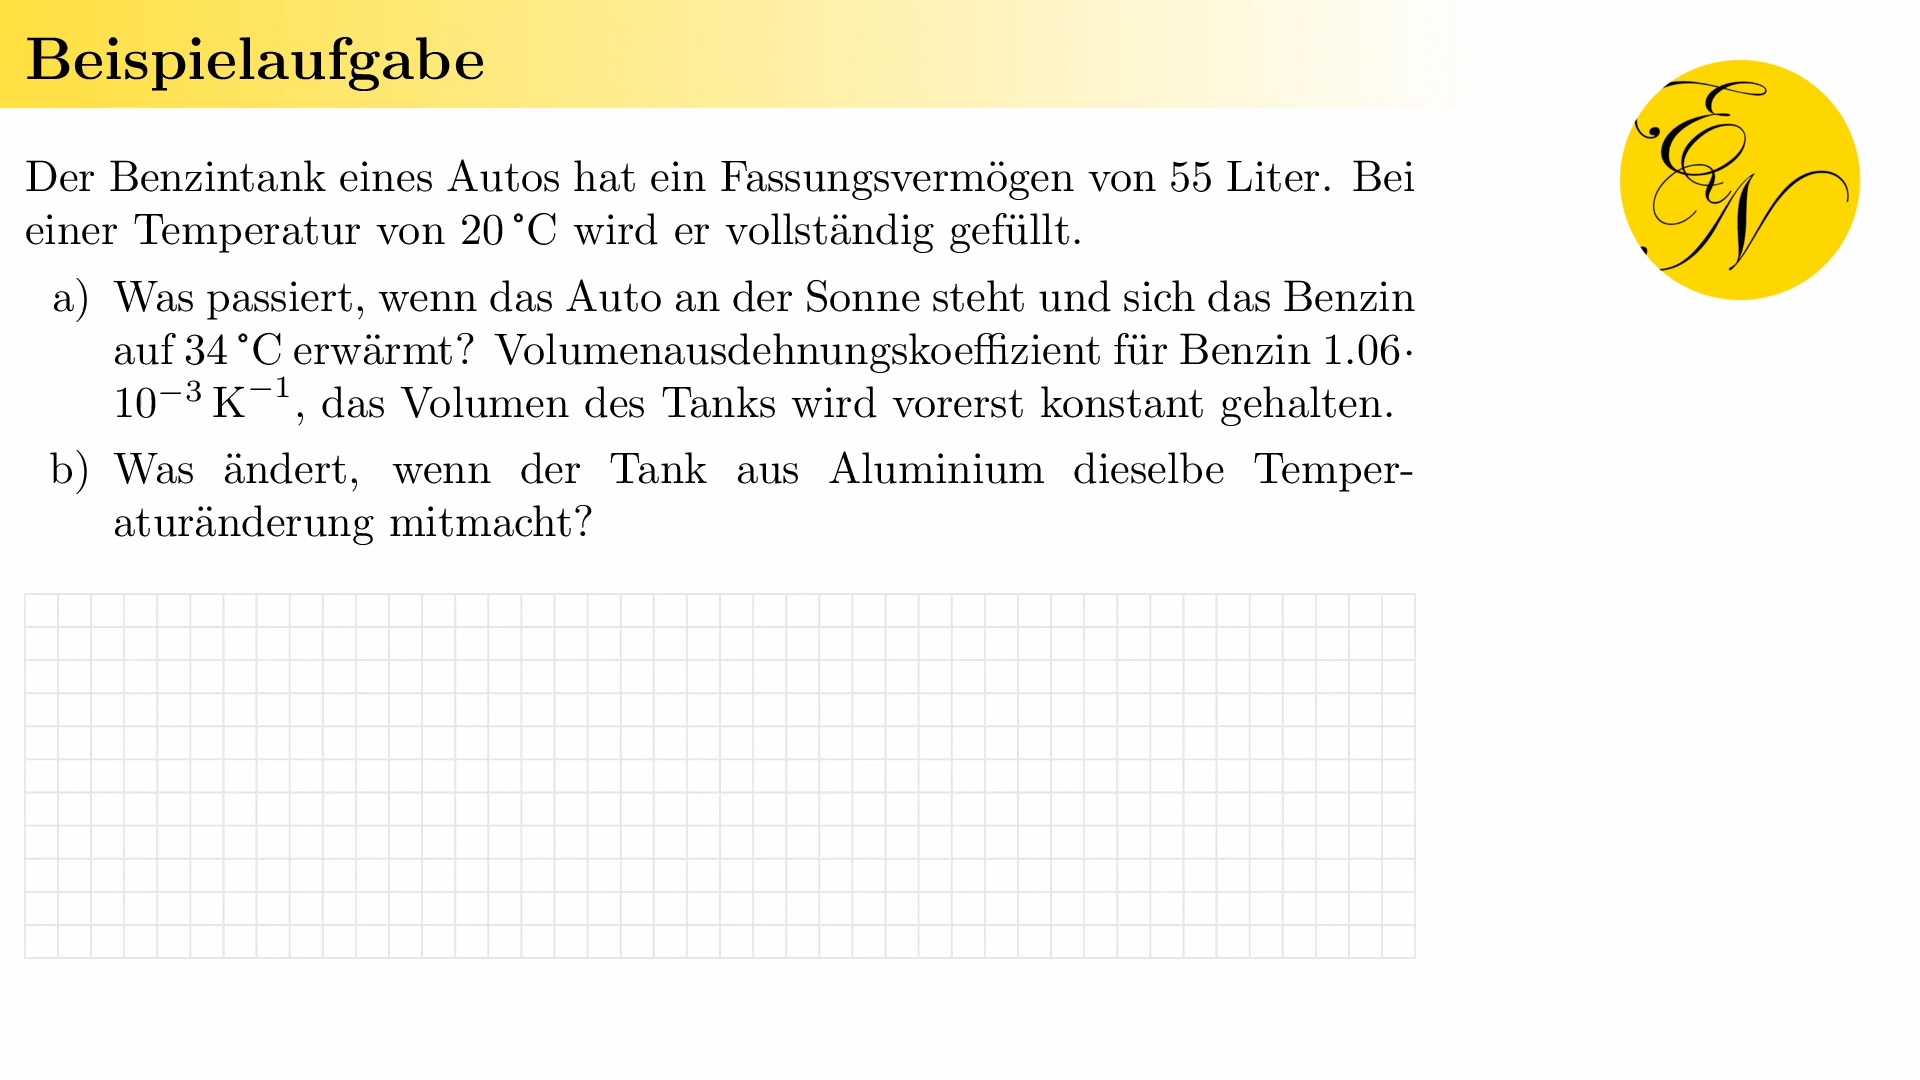 Beispielaufgabe
Der Benzintank eines Autos hat ein Fassungsvermögen von 55 Liter. Bei
einer Temperatur von 20 °C wird er vollständig gefüllt.
a) Was passiert, wenn das Auto an der Sonne steht und sich das Benzin
auf 34 °C erwärmt? Volumenausdehnungskoeffizient für Benzin 1.06·
10⁻³ K⁻¹, das Volumen des Tanks wird vorerst konstant gehalten.
b) Was ändert, wenn der Tank aus Aluminium dieselbe Temper-
aturänderung mitmacht?